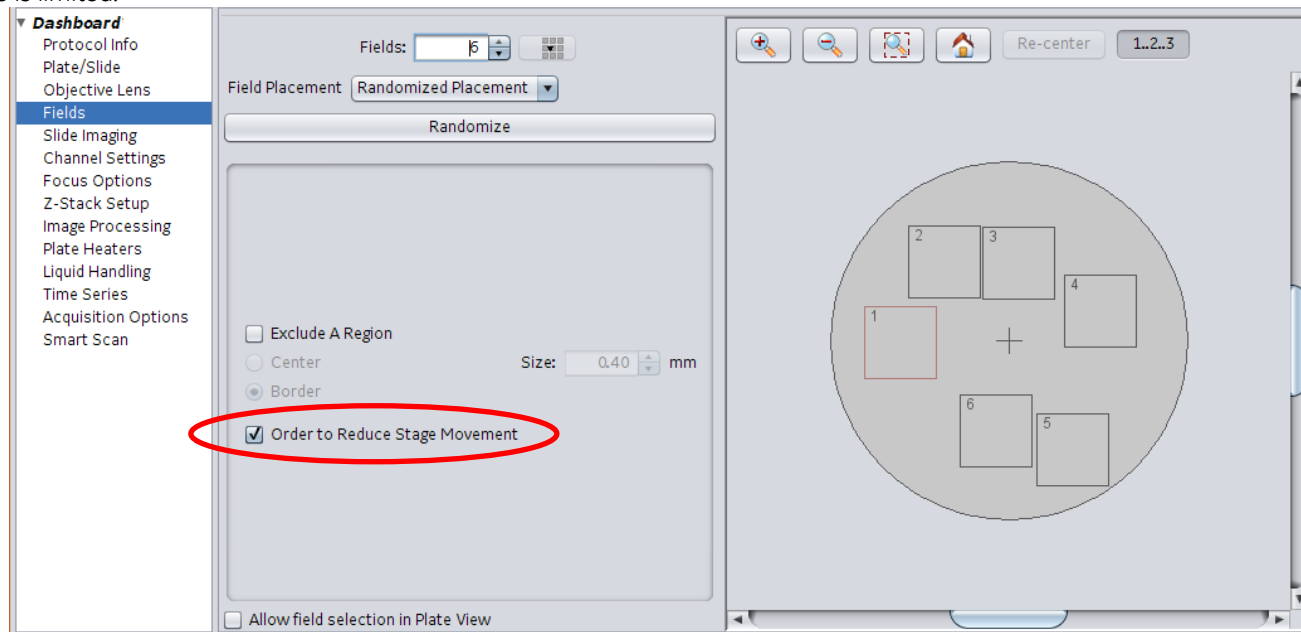 Dashboard
Protocol Info
Plate/Slide
Objective Lens
Fields
Slide Imaging
Channel Settings
Focus Options
Z-Stack Setup
Image Processing
Plate Heaters
Liquid Handling
Time Series
Acquisition Options
Smart Scan
Fields: 6
Field Placement Randomized Placement
Randomize
Exclude A Region
Center Size: 0.40 mm
Border
Order to Reduce Stage Movement
Allow field selection in Plate View
Re-center 1..2..3
2 3
4
1
6
5